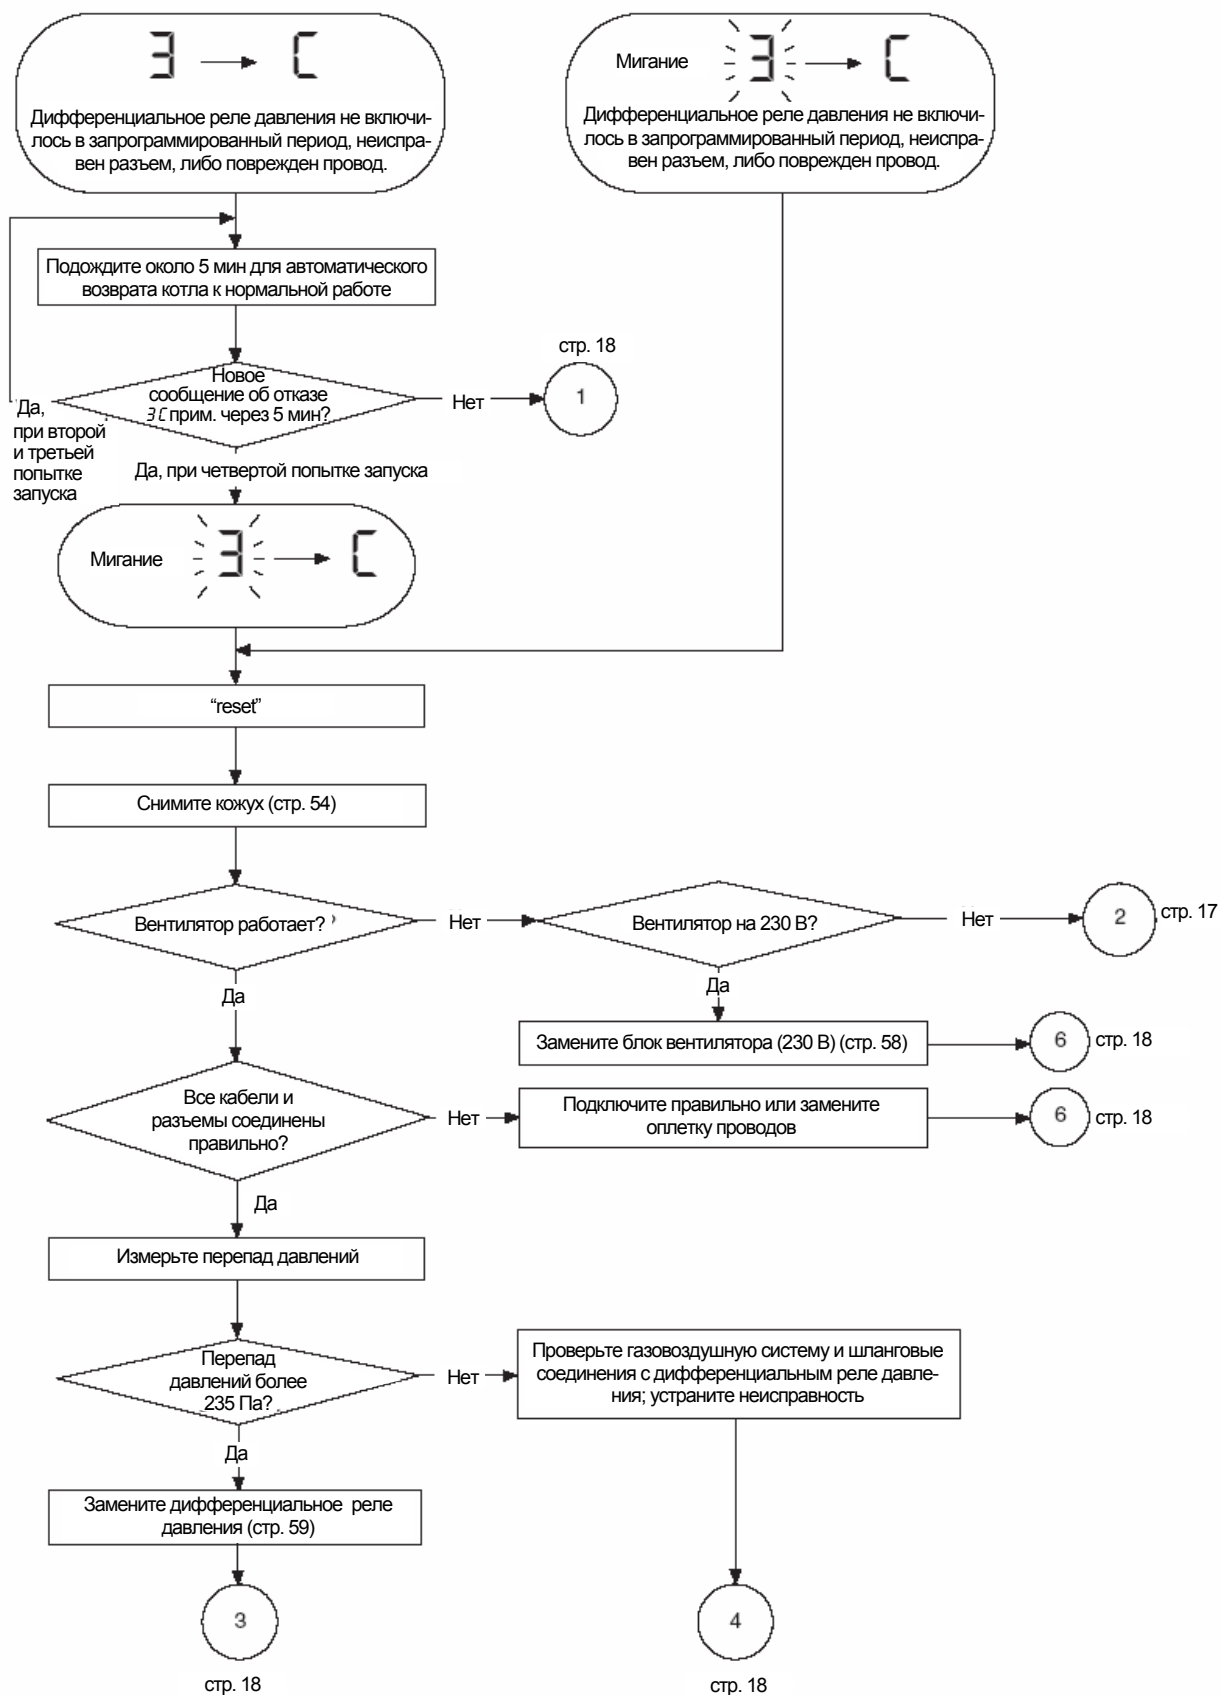 3 → C
Дифференциальное реле давления не включи-
лось в запрограммированный период, неиспра-
вен разъем, либо поврежден провод.
Мигание 3 → C
Дифференциальное реле давления не включи-
лось в запрограммированный период, неиспра-
вен разъем, либо поврежден провод.
Подождите около 5 мин для автоматического
возврата котла к нормальной работе
Новое
сообщение об отказе
3C прим. через 5 мин?
Нет
стр. 18
1
Да,
при второй
и третьей
попытке
запуска
Да, при четвертой попытке запуска
Мигание 3 → C
“reset”
Снимите кожух (стр. 54)
Вентилятор работает?
Нет
Вентилятор на 230 В?
Нет
2
стр. 17
Да
Да
Замените блок вентилятора (230 В) (стр. 58)
6
стр. 18
Все кабели и
разъемы соединены
правильно?
Нет
Подключите правильно или замените
оплетку проводов
6
стр. 18
Да
Измерьте перепад давлений
Перепад
давлений более
235 Па?
Нет
Проверьте газовоздушную систему и шланговые
соединения с дифференциальным реле давле-
ния; устраните неисправность
Да
Замените дифференциальное реле
давления (стр. 59)
3
стр. 18
4
стр. 18